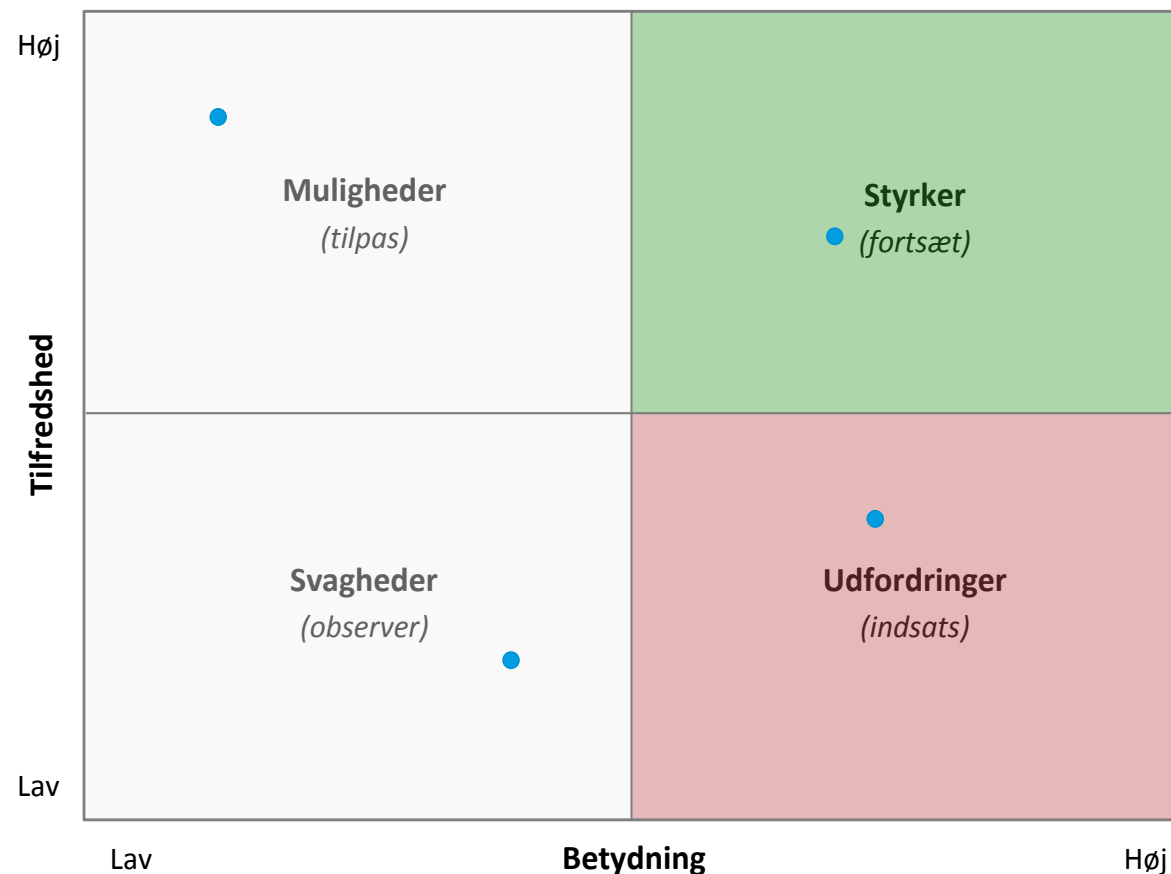 Høj
Muligheder
(tilpas)
Styrker
(fortsæt)
Tilfredshed
Svagheder
(observer)
Udfordringer
(indsats)
Lav
Lav
Betydning
Høj